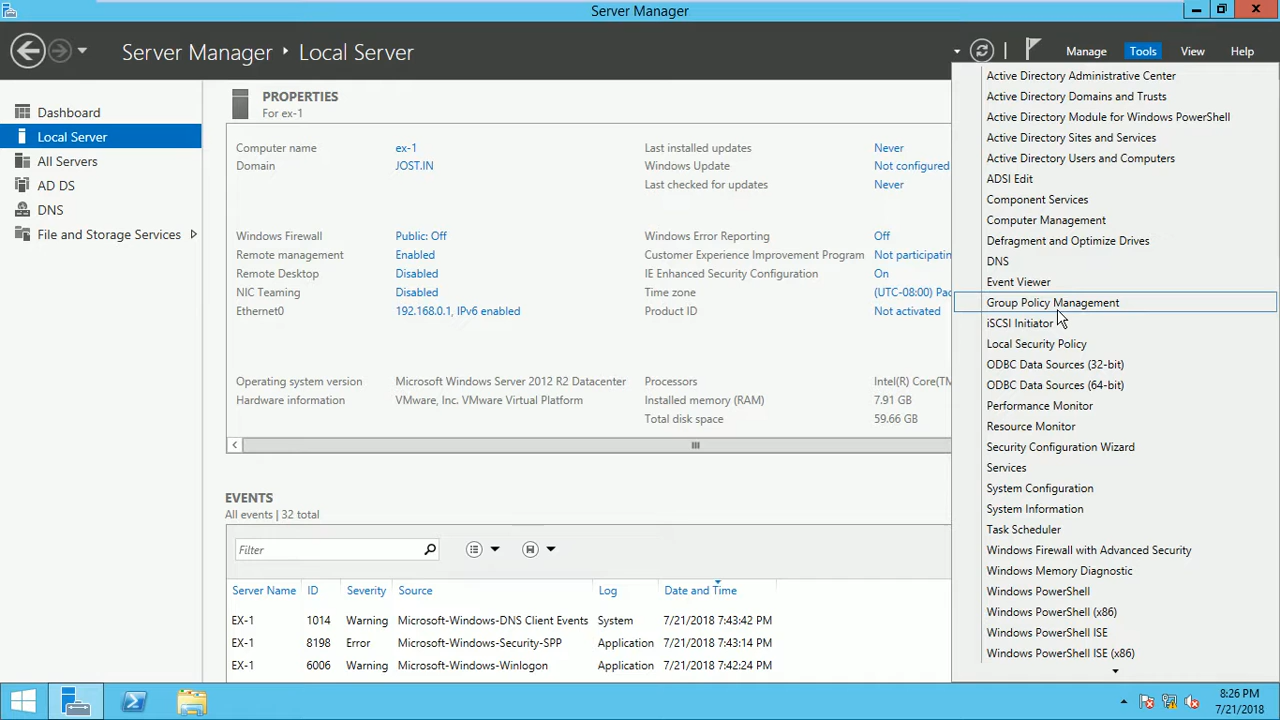 Server Manager
Server Manager ‣ Local Server
Manage
Tools
View
Help
Dashboard
Local Server
All Servers
AD DS
DNS
File and Storage Services
PROPERTIES
For ex-1
Computer name ex-1
Domain JOST.IN
Last installed updates Never
Windows Update Not configured
Last checked for updates Never
Windows Firewall Public: Off
Remote management Enabled
Remote Desktop Disabled
NIC Teaming Disabled
Ethernet0 192.168.0.1, IPv6 enabled
Windows Error Reporting Off
Customer Experience Improvement Program Not participatin
IE Enhanced Security Configuration On
Time zone (UTC-08:00) Pac
Product ID Not activated
Operating system version Microsoft Windows Server 2012 R2 Datacenter
Hardware information VMware, Inc. VMware Virtual Platform
Processors Intel(R) Core(TM
Installed memory (RAM) 7.91 GB
Total disk space 59.66 GB
EVENTS
All events | 32 total
Filter
Server Name ID Severity Source Log Date and Time
EX-1 1014 Warning Microsoft-Windows-DNS Client Events System 7/21/2018 7:43:42 PM
EX-1 8198 Error Microsoft-Windows-Security-SPP Application 7/21/2018 7:43:14 PM
EX-1 6006 Warning Microsoft-Windows-Winlogon Application 7/21/2018 7:42:24 PM
Active Directory Administrative Center
Active Directory Domains and Trusts
Active Directory Module for Windows PowerShell
Active Directory Sites and Services
Active Directory Users and Computers
ADSI Edit
Component Services
Computer Management
Defragment and Optimize Drives
DNS
Event Viewer
Group Policy Management
iSCSI Initiator
Local Security Policy
ODBC Data Sources (32-bit)
ODBC Data Sources (64-bit)
Performance Monitor
Resource Monitor
Security Configuration Wizard
Services
System Configuration
System Information
Task Scheduler
Windows Firewall with Advanced Security
Windows Memory Diagnostic
Windows PowerShell
Windows PowerShell (x86)
Windows PowerShell ISE
Windows PowerShell ISE (x86)
8:26 PM
7/21/2018